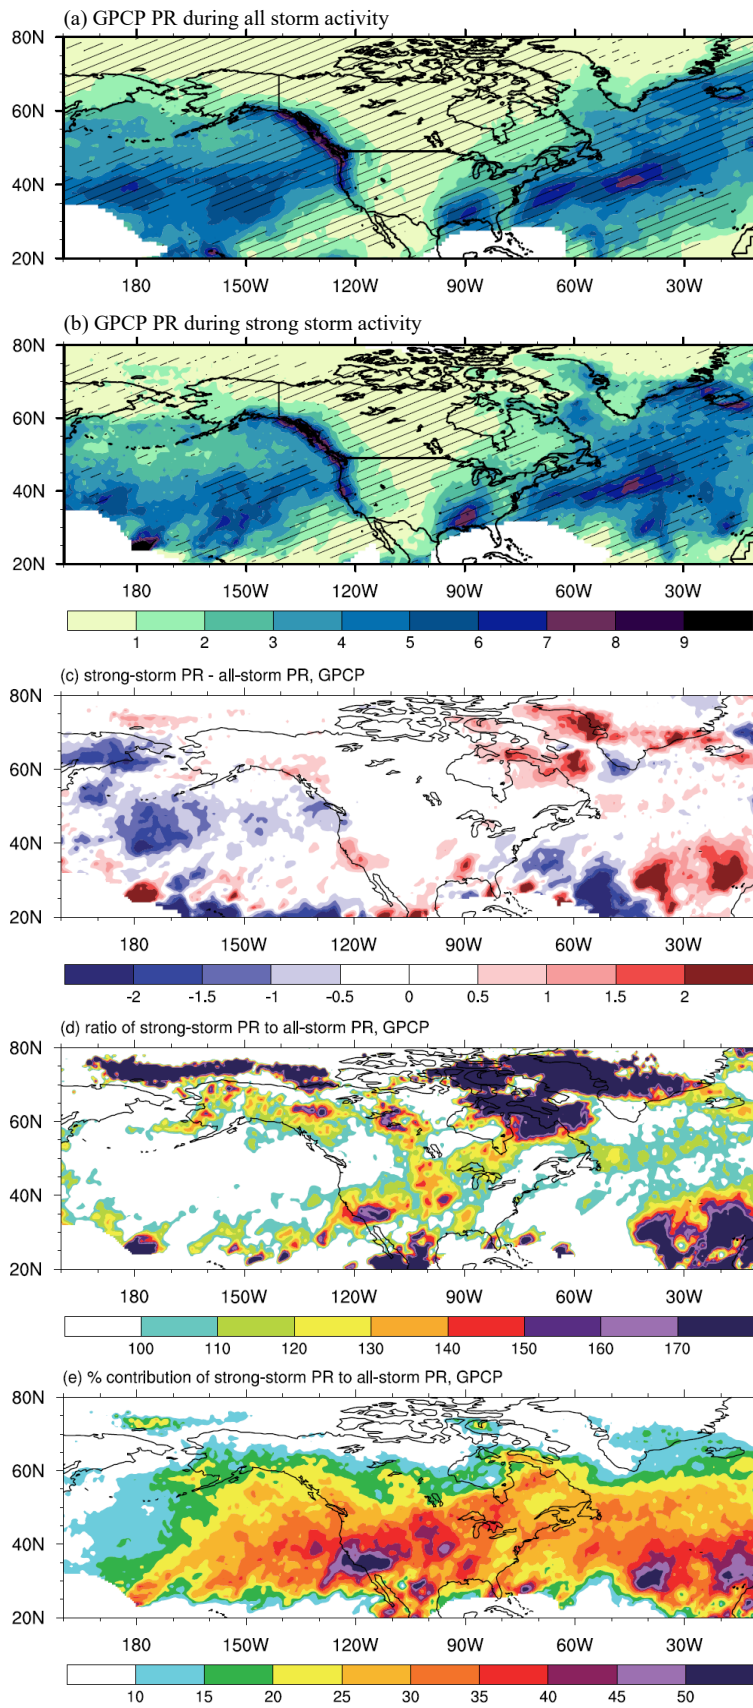 (a) GPCP PR during all storm activity
80N
60N
40N
20N
180 150W 120W 90W 60W 30W
(b) GPCP PR during strong storm activity
80N
60N
40N
20N
180 150W 120W 90W 60W 30W
1 2 3 4 5 6 7 8 9
(c) strong-storm PR - all-storm PR, GPCP
80N
60N
40N
20N
180 150W 120W 90W 60W 30W
-2 -1.5 -1 -0.5 0 0.5 1 1.5 2
(d) ratio of strong-storm PR to all-storm PR, GPCP
80N
60N
40N
20N
180 150W 120W 90W 60W 30W
100 110 120 130 140 150 160 170
(e) % contribution of strong-storm PR to all-storm PR, GPCP
80N
60N
40N
20N
180 150W 120W 90W 60W 30W
10 15 20 25 30 35 40 45 50